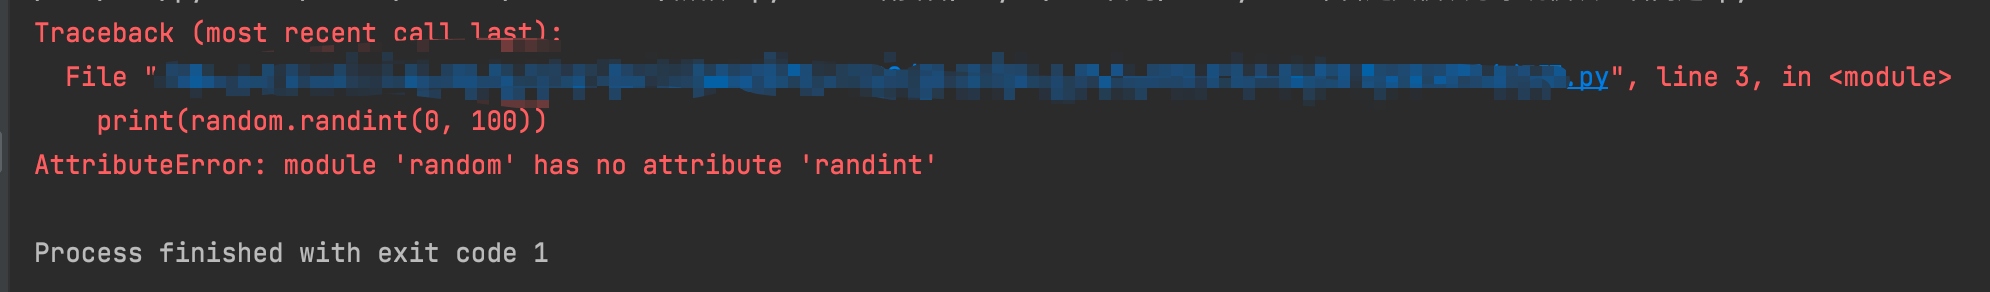 Traceback (most recent call last):
File ".py", line 3, in <module>
print(random.randint(0, 100))
AttributeError: module 'random' has no attribute 'randint'
Process finished with exit code 1